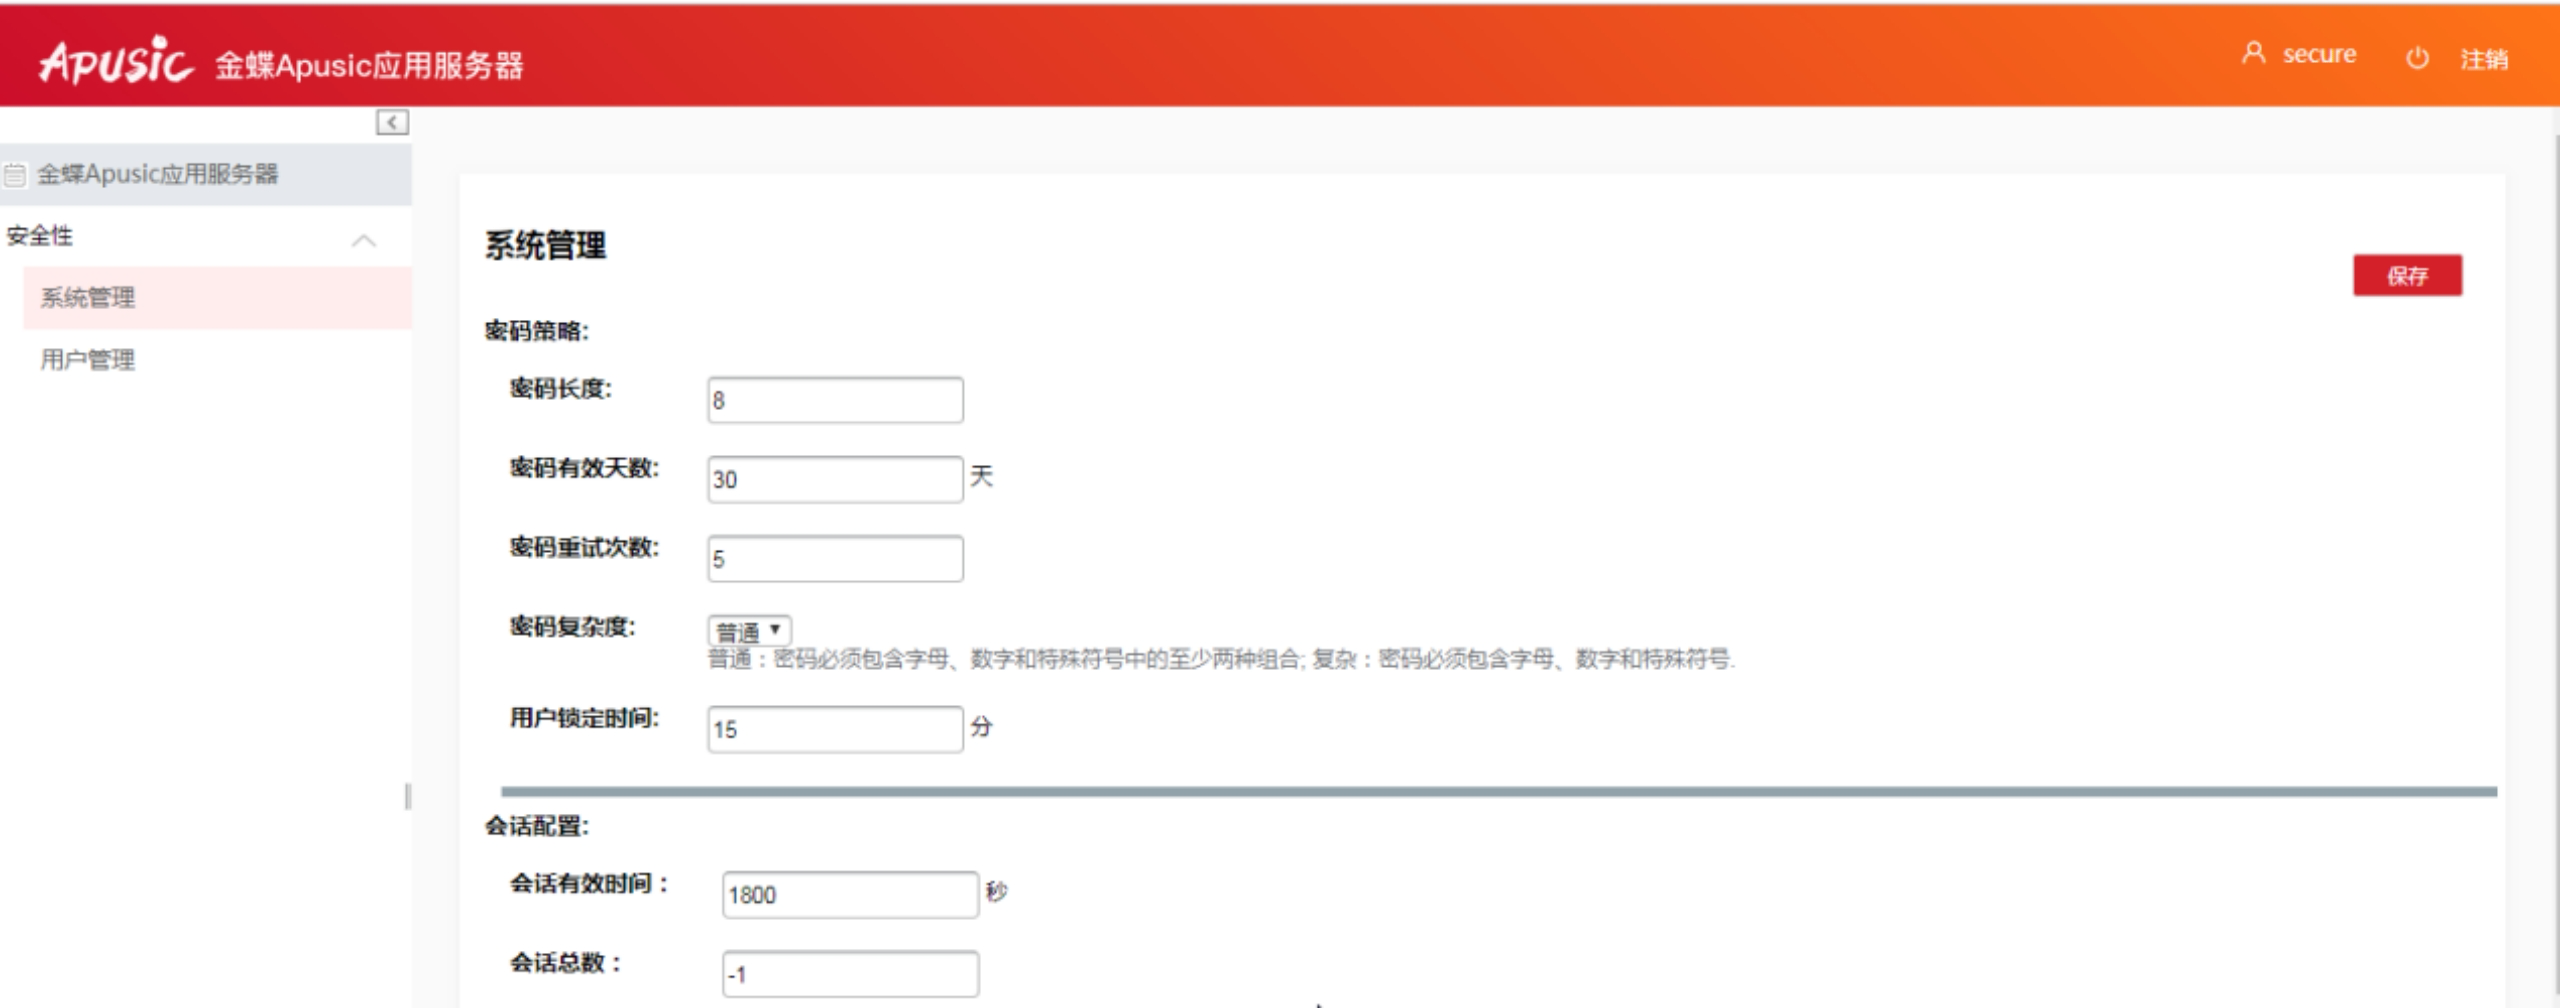 Apusic 金蝶Apusic应用服务器 secure 注销
金蝶Apusic应用服务器
安全性
系统管理
用户管理
系统管理
保存
密码策略:
密码长度: 8
密码有效天数: 30 天
密码重试次数: 5
密码复杂度: 普通
普通：密码必须包含字母、数字和特殊符号中的至少两种组合; 复杂：密码必须包含字母、数字和特殊符号.
用户锁定时间: 15 分
会话配置:
会话有效时间： 1800 秒
会话总数： -1